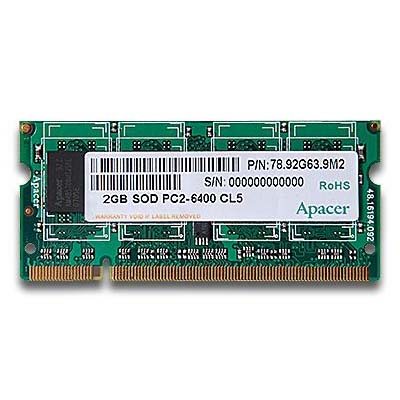 P/N:78.92G63.9M2
S/N: 000000000000
RoHS
2GB SOD PC2-6400 CL5
Apacer
WARRANTY VOID IF LABEL REMOVED
Apacer
48.16194.092